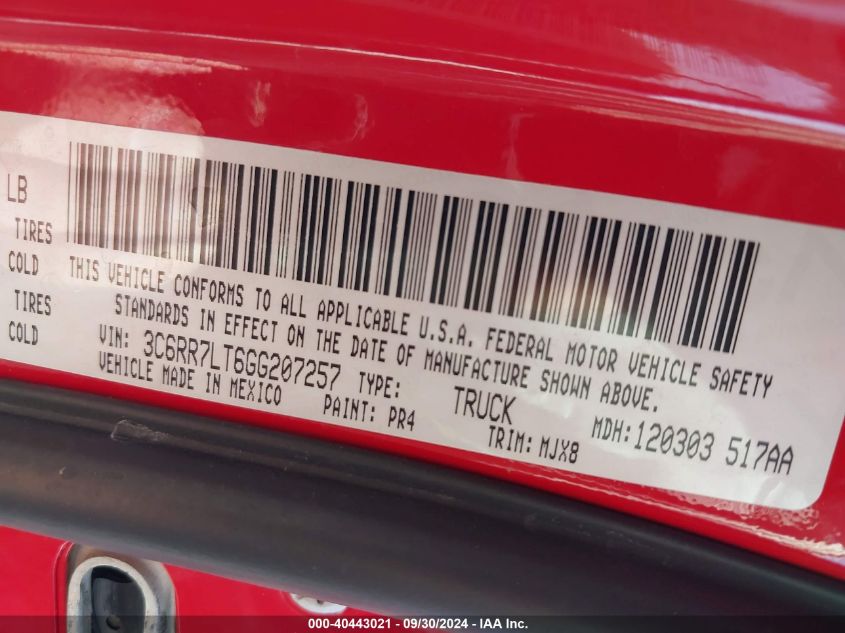 LB
TIRES
COLD
TIRES
COLD
THIS VEHICLE CONFORMS TO ALL APPLICABLE U.S.A. FEDERAL MOTOR VEHICLE SAFETY
STANDARDS IN EFFECT ON THE DATE OF MANUFACTURE SHOWN ABOVE.
VIN: 3C6RR7LT6GG207257 TYPE: TRUCK MDH:120303 517AA
VEHICLE MADE IN MEXICO PAINT: PR4 TRIM: MJX8
000-40443021 - 09/30/2024 - IAA Inc.